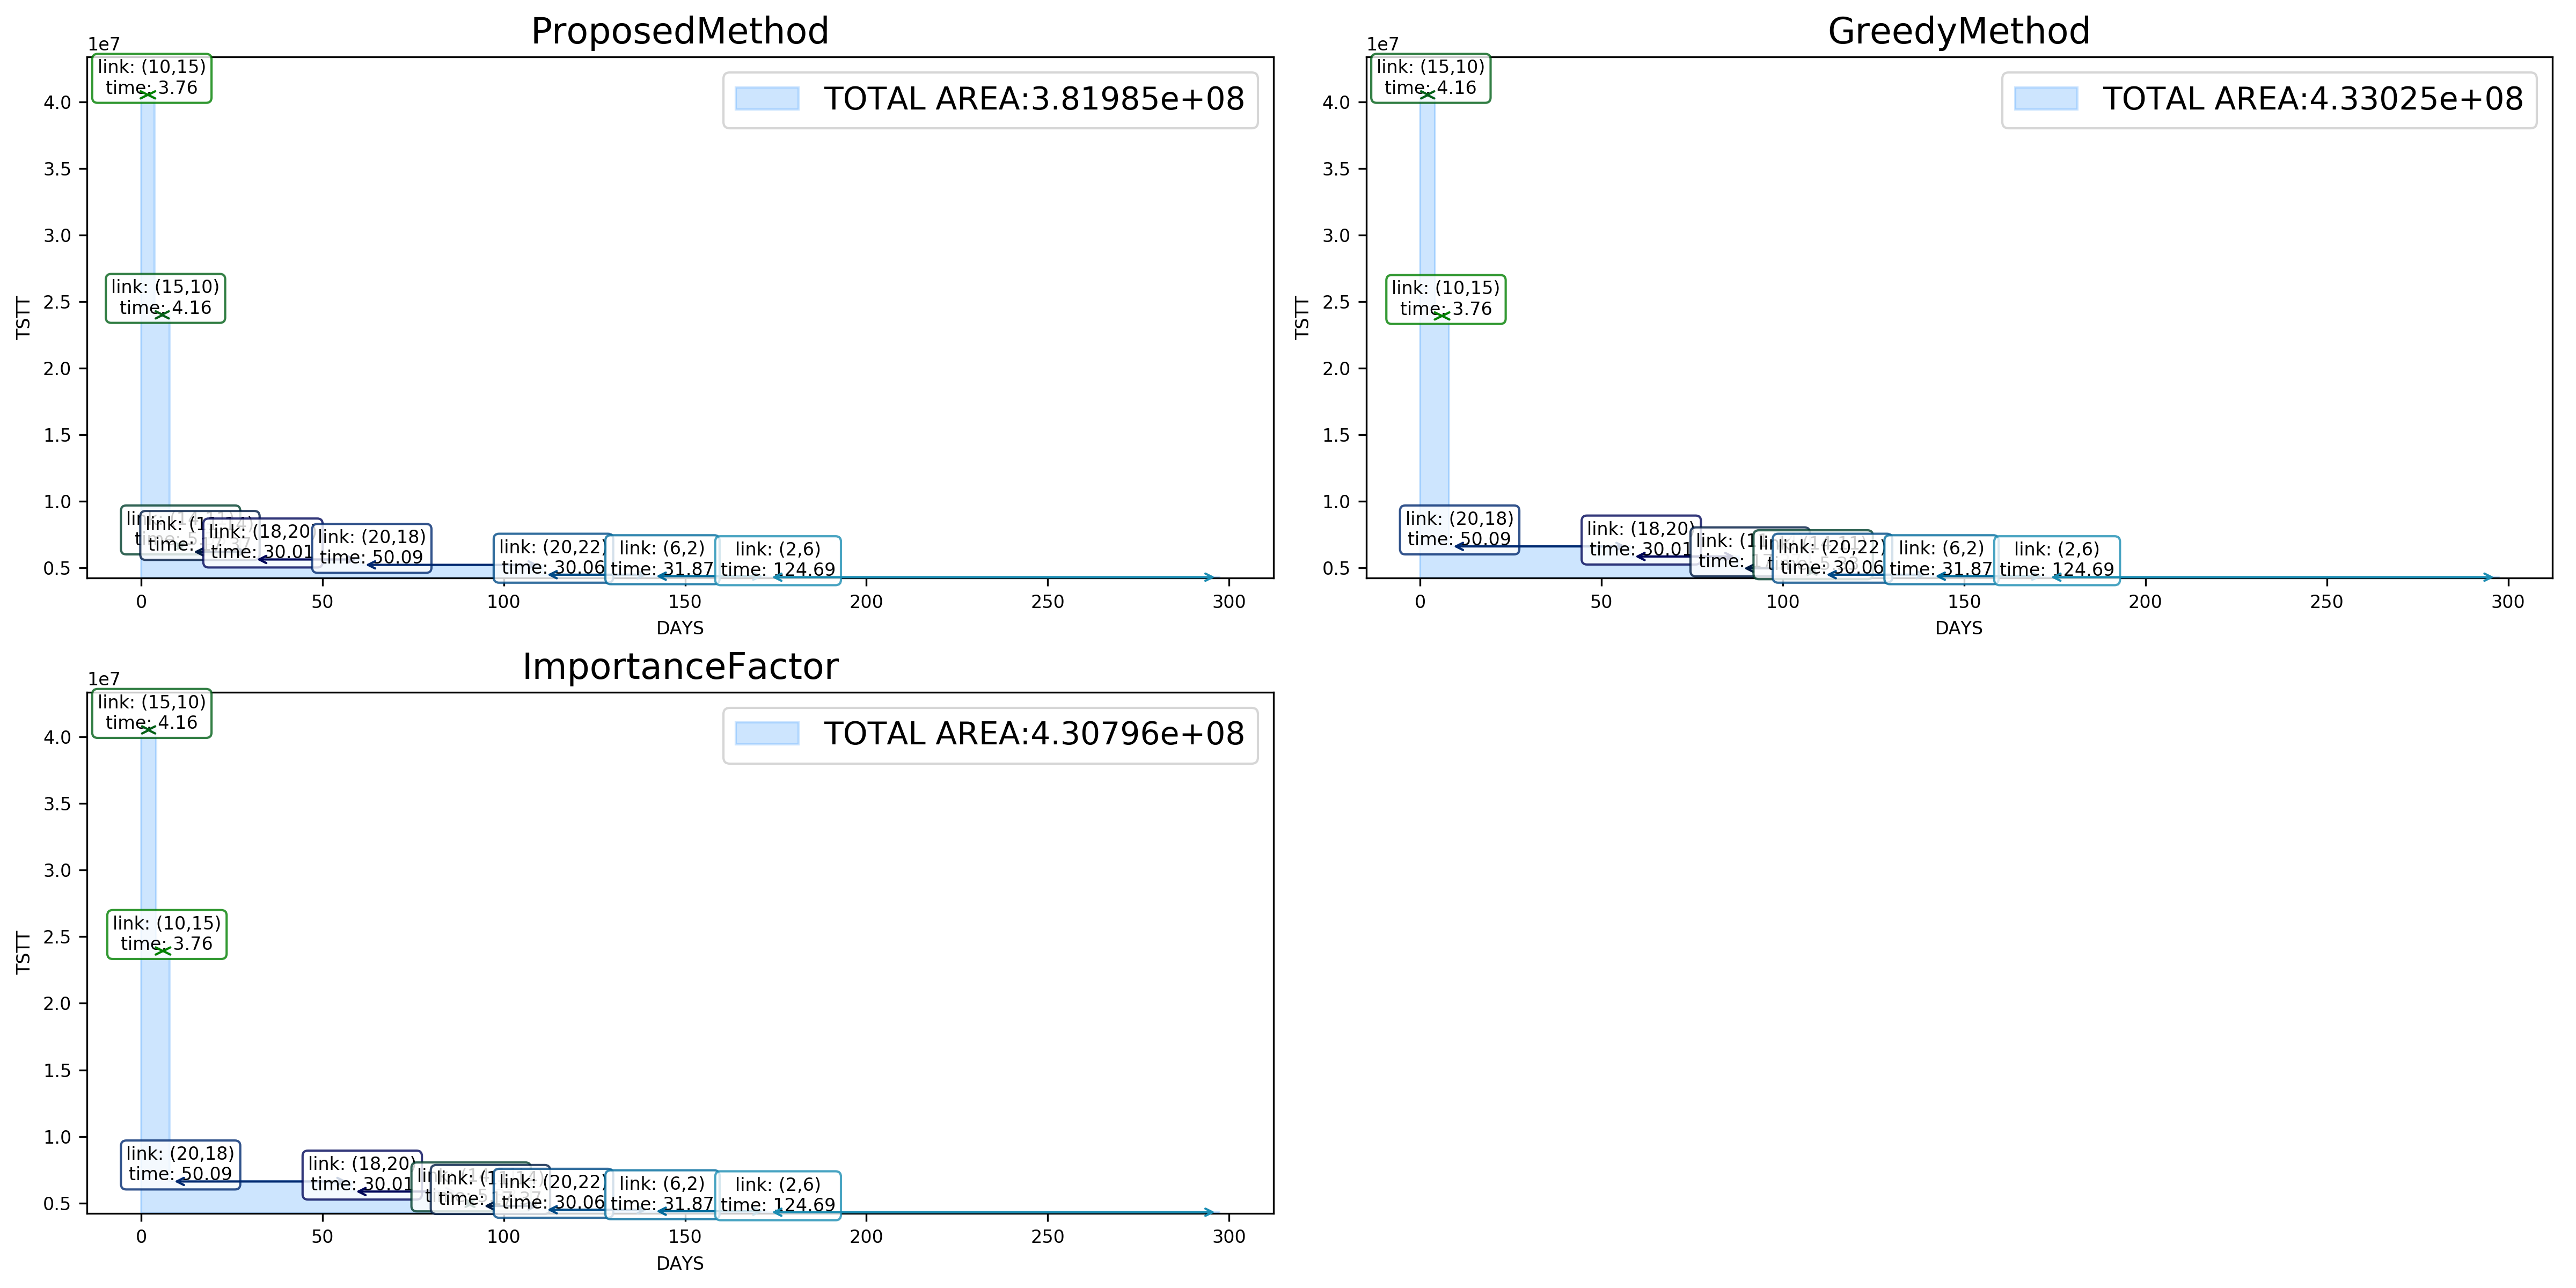 ProposedMethod
1e7
TOTAL AREA:3.81985e+08
link: (10,15)
time: 3.76
link: (15,10)
time: 4.16
link: (18,20)
time: 30.01
link: (20,18)
time: 50.09
link: (20,22)
time: 30.06
link: (6,2)
time: 31.87
link: (2,6)
time: 124.69
4.0
3.5
3.0
2.5
2.0
1.5
1.0
0.5
TSTT
0
50
100
150
200
250
300
DAYS
GreedyMethod
1e7
TOTAL AREA:4.33025e+08
link: (15,10)
time: 4.16
link: (10,15)
time: 3.76
link: (20,18)
time: 50.09
link: (18,20)
time: 30.01
link:
time:
link: (20,22)
time: 30.06
link: (6,2)
time: 31.87
link: (2,6)
time: 124.69
4.0
3.5
3.0
2.5
2.0
1.5
1.0
0.5
TSTT
0
50
100
150
200
250
300
DAYS
ImportanceFactor
1e7
TOTAL AREA:4.30796e+08
link: (15,10)
time: 4.16
link: (10,15)
time: 3.76
link: (20,18)
time: 50.09
link: (18,20)
time: 30.01
link: (20,22)
time: 30.06
link: (6,2)
time: 31.87
link: (2,6)
time: 124.69
4.0
3.5
3.0
2.5
2.0
1.5
1.0
0.5
TSTT
0
50
100
150
200
250
300
DAYS